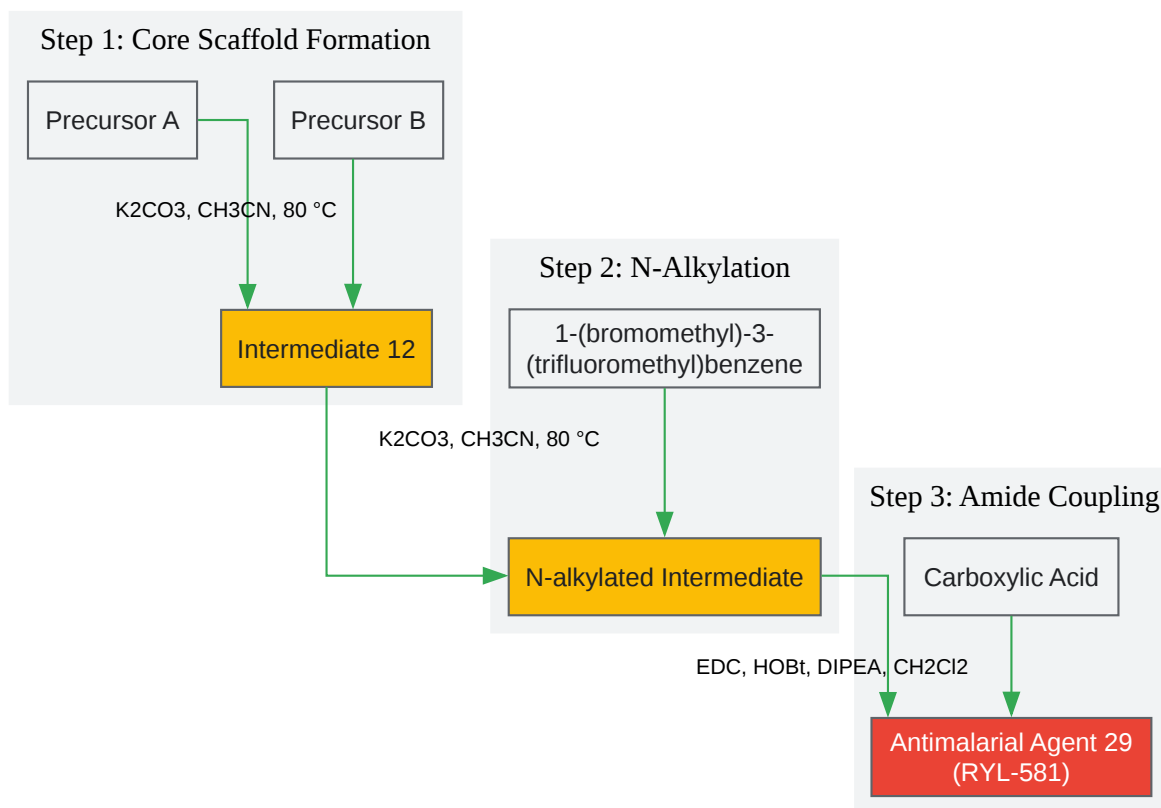 Step 1: Core Scaffold Formation
Precursor A
Precursor B
K2CO3, CH3CN, 80 °C
Intermediate 12
Step 2: N-Alkylation
1-(bromomethyl)-3-
(trifluoromethyl)benzene
K2CO3, CH3CN, 80 °C
N-alkylated Intermediate
Step 3: Amide Coupling
Carboxylic Acid
EDC, HOBt, DIPEA, CH2Cl2
Antimalarial Agent 29
(RYL-581)